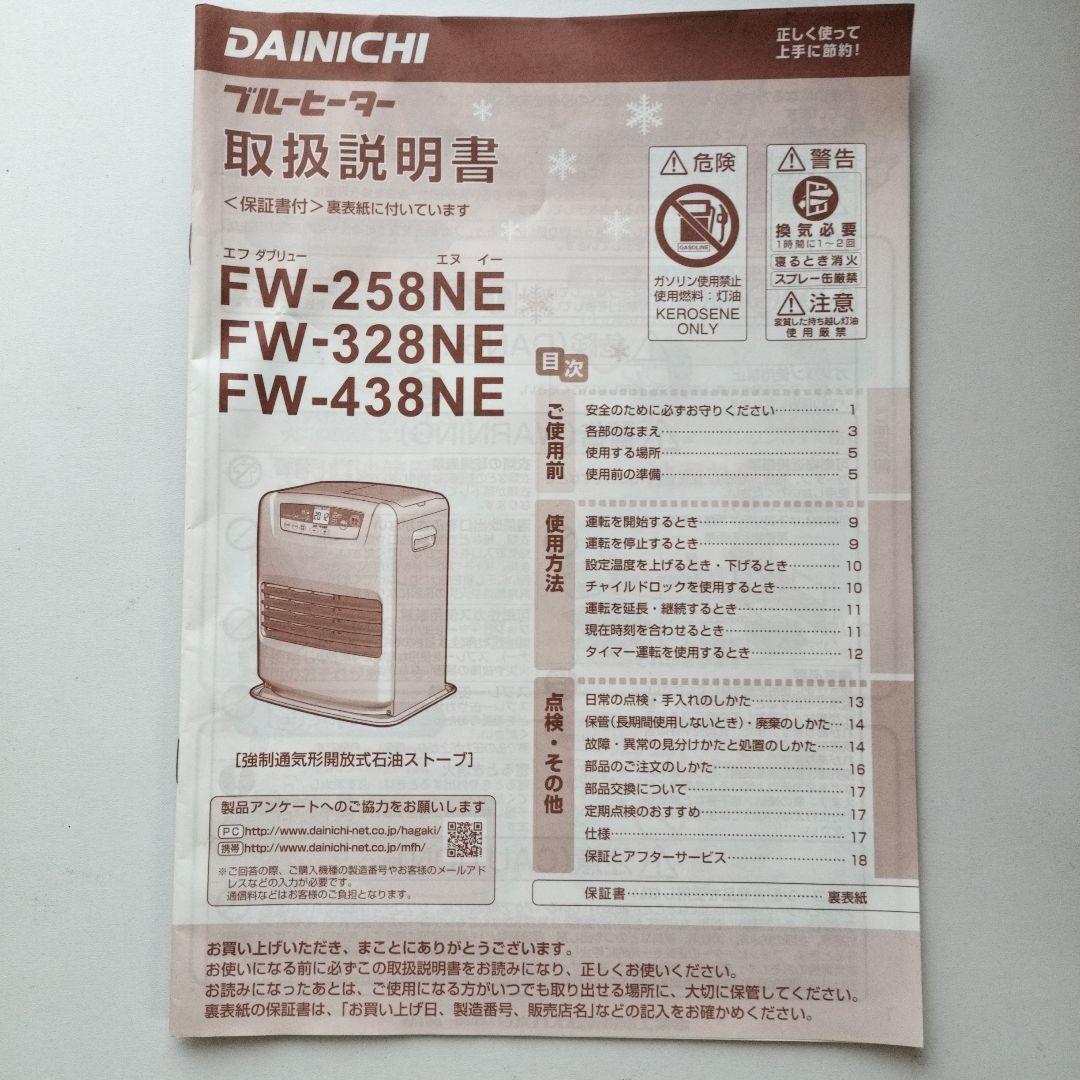 DAINICHI
正しく使って
上手に節約!
ブルーヒーター
取扱説明書
<保証書付>裏表紙に付いています
エフ ダブリュー エヌ イー
FW-258NE
FW-328NE
FW-438NE
危険
GASOLINE
ガソリン使用禁止
使用燃料:灯油
KEROSENE
ONLY
警告
換気必要
1時間に1~2回
寝るとき消火
スプレー缶厳禁
注意
変質した持ち越し灯油
使用厳禁
目次
ご使用前
安全のために必ずお守りください……………1
各部のなまえ……………3
使用する場所……………5
使用前の準備……………5
使用方法
運転を開始するとき……………9
運転を停止するとき……………9
設定温度を上げるとき・下げるとき……………10
チャイルドロックを使用するとき……………10
運転を延長・継続するとき……………11
現在時刻を合わせるとき……………11
タイマー運転を使用するとき……………12
点検・その他
日常の点検・手入れのしかた……………13
保管(長期間使用しないとき)・廃棄のしかた…14
故障・異常の見分けかたと処置のしかた……14
部品のご注文のしかた……………16
部品交換について……………17
定期点検のおすすめ……………17
仕様……………17
保証とアフターサービス……………18
保証書……………裏表紙
[強制通気形開放式石油ストーブ]
製品アンケートへのご協力をお願いします
PC http://www.dainichi-net.co.jp/hagaki/
携帯 http://www.dainichi-net.co.jp/mfh/
※ご回答の際、ご購入機種の製造番号やお客様のメールアド
レスなどの入力が必要です。
通信料などはお客様のご負担となります。
お買い上げいただき、まことにありがとうございます。
お使いになる前に必ずこの取扱説明書をお読みになり、正しくお使いください。
お読みになったあとは、ご使用になる方がいつでも取り出せる場所に、大切に保管してください。
裏表紙の保証書は、「お買い上げ日、製造番号、販売店名」などの記入をお確かめください。